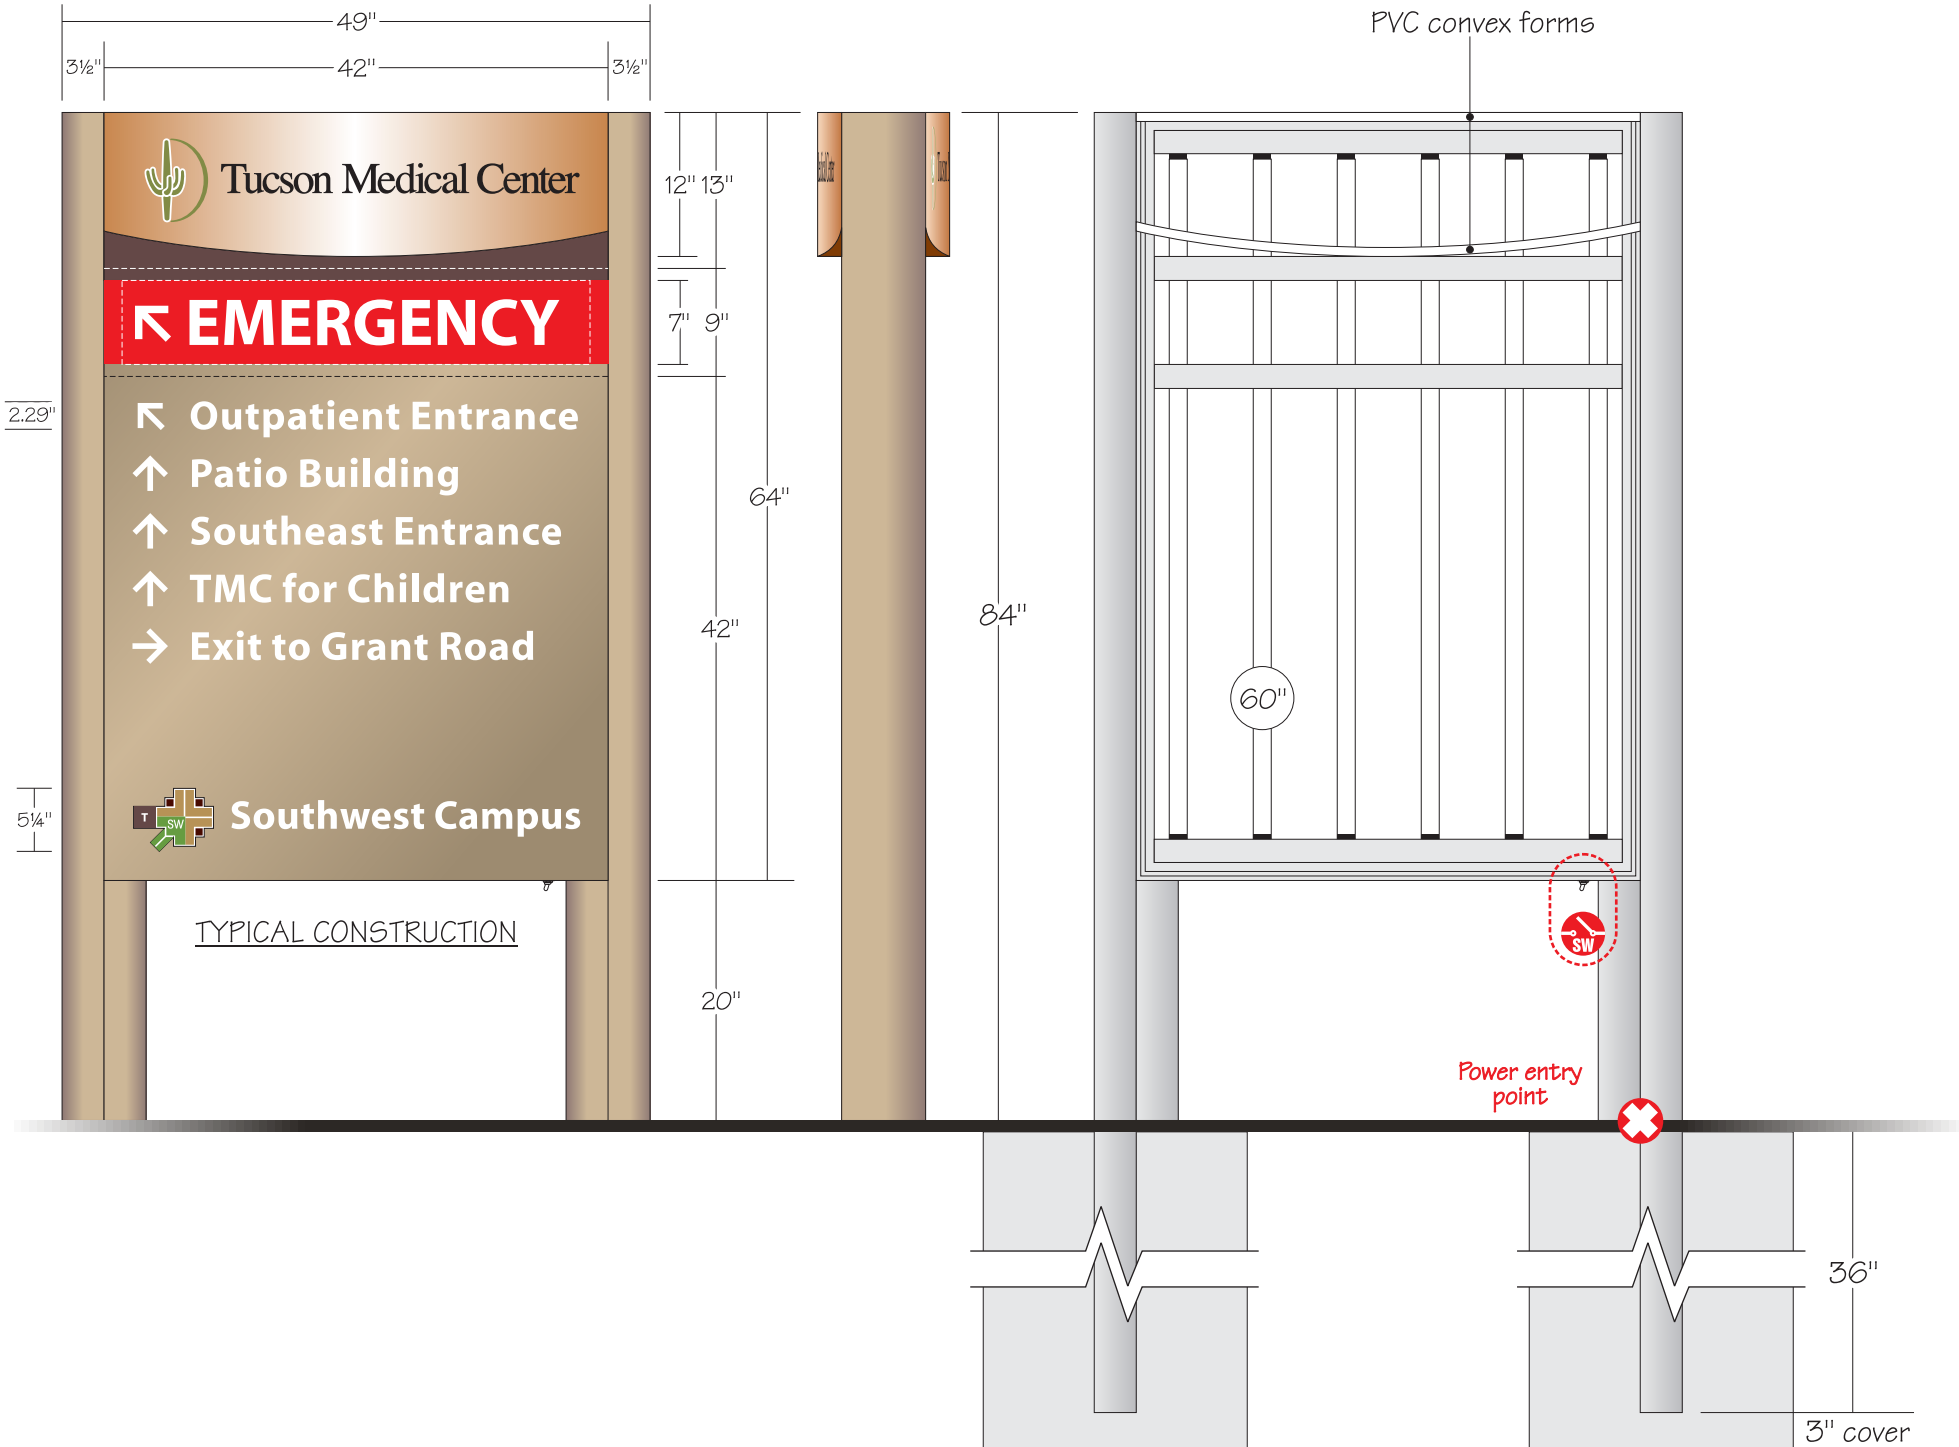 49"
3½" 42" 3½"
PVC convex forms
Tucson Medical Center
12" 13"
EMERGENCY
7" 9"
2.29"
Outpatient Entrance
Patio Building
Southeast Entrance
TMC for Children
Exit to Grant Road
64"
42"
84"
60"
5¼"
T
SW
Southwest Campus
TYPICAL CONSTRUCTION
SW
20"
Power entry
point
36"
3" cover